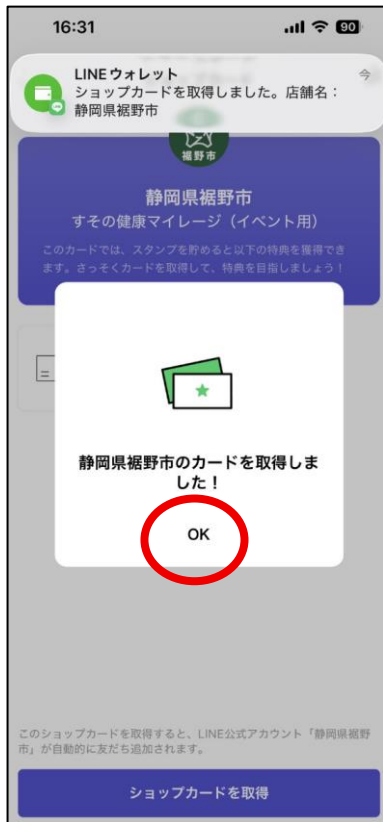 16:31
90
LINEウォレット
今
ショップカードを取得しました。店舗名：
静岡県裾野市
裾野市
静岡県裾野市
すその健康マイレージ（イベント用）
このカードでは、スタンプを貯めると以下の特典を獲得でき
ます。さっそくカードを取得して、特典を目指しましょう！
静岡県裾野市のカードを取得しま
した！
OK
このショップカードを取得すると、LINE公式アカウント「静岡県裾野
市」が自動的に友だち追加されます。
ショップカードを取得